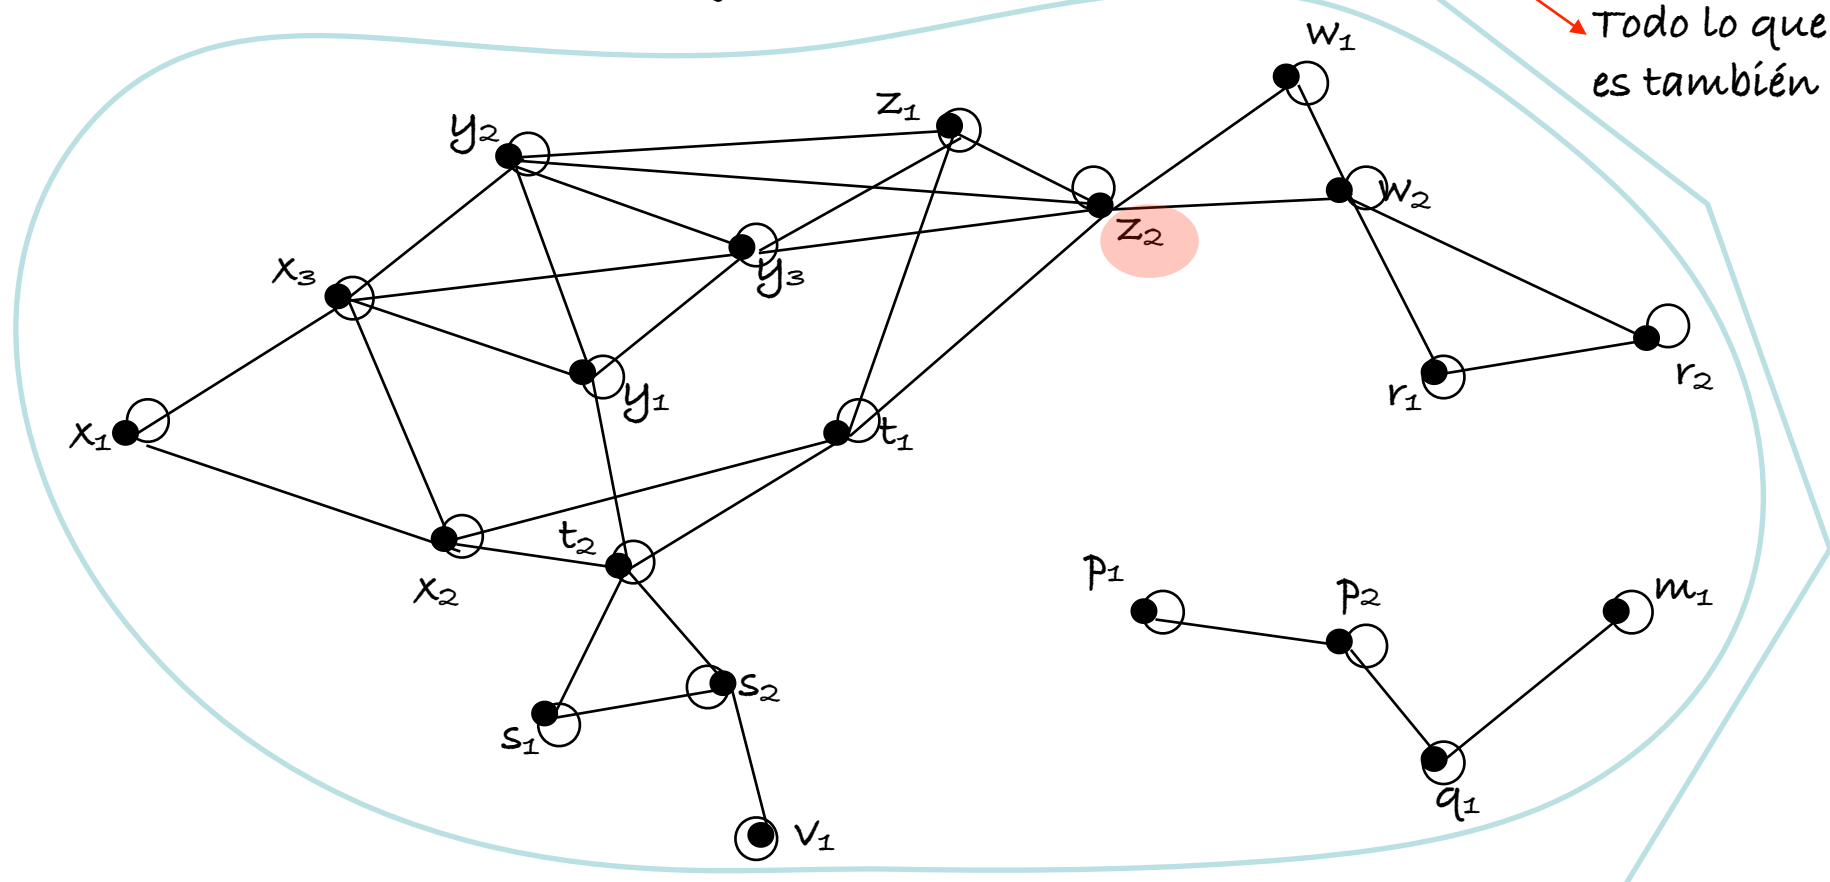 Todo lo que
es también
w₁
z₁
y₂
w₂
z₂
x₃
y₃
r₂
r₁
y₁
x₁
t₁
t₂
x₂
p₁
p₂
m₁
s₂
s₁
q₁
v₁